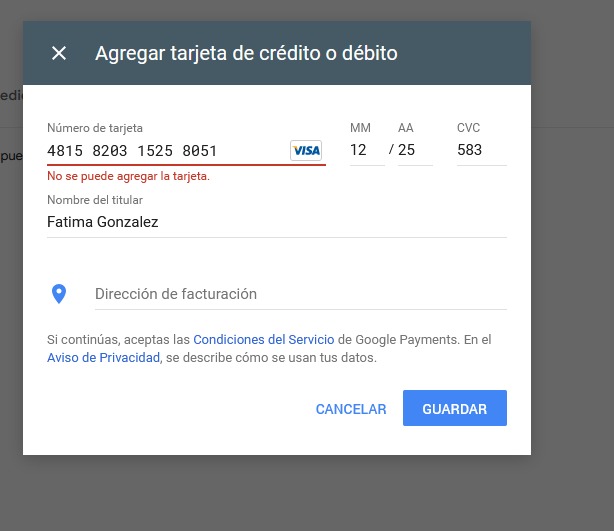 Agregar tarjeta de crédito o débito
edi
pue
Número de tarjeta
MM
AA
CVC
4815 8203 1525 8051
VISA
12
/ 25
583
No se puede agregar la tarjeta.
Nombre del titular
Fatima Gonzalez
Dirección de facturación
Si continúas, aceptas las Condiciones del Servicio de Google Payments. En el
Aviso de Privacidad, se describe cómo se usan tus datos.
CANCELAR
GUARDAR